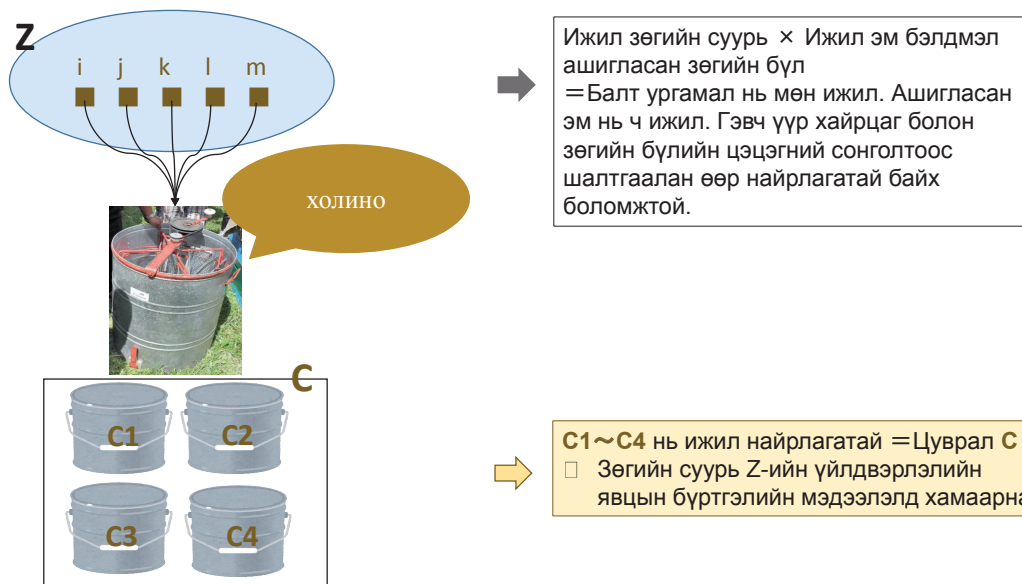 Z
i j k l m
холино
Ижил зөгийн суурь × Ижил эм бэлдмэл
ашигласан зөгийн бүл
＝Балт ургамал нь мөн ижил. Ашигласан
эм нь ч ижил. Гэвч үүр хайрцаг болон
зөгийн бүлийн цэцэгний сонголтоос
шалтгаалан өөр найрлагатай байх
боломжтой.
C
C1 C2
C3 C4
C1～C4 нь ижил найрлагатай ＝Цуврал C
Зөгийн суурь Z-ийн үйлдвэрлэлийн
явцын бүртгэлийн мэдээлэлд хамаарна